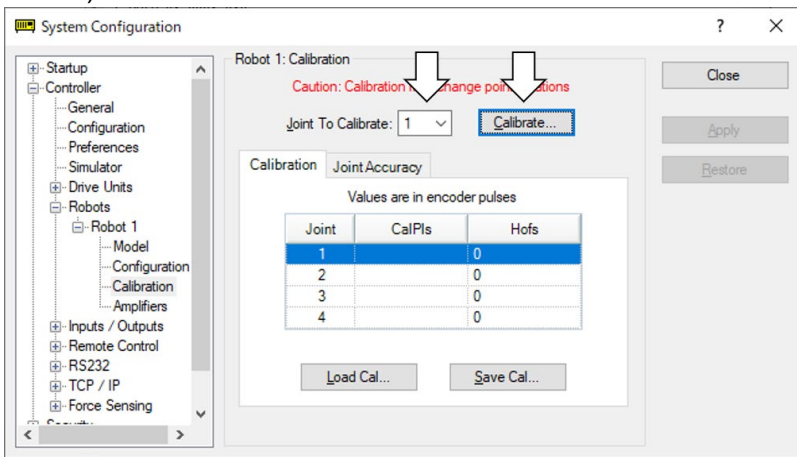 System Configuration
? ×
Startup
Controller
General
Configuration
Preferences
Simulator
Drive Units
Robots
Robot 1
Model
Configuration
Calibration
Amplifiers
Inputs / Outputs
Remote Control
RS232
TCP / IP
Force Sensing
Robot 1: Calibration
Caution: Calibration
Joint To Calibrate: 1
Calibrate...
Calibration Joint Accuracy
Values are in encoder pulses
Joint CalPls Hofs
1 0
2 0
3 0
4 0
Load Cal... Save Cal...
Close
Apply
Restore